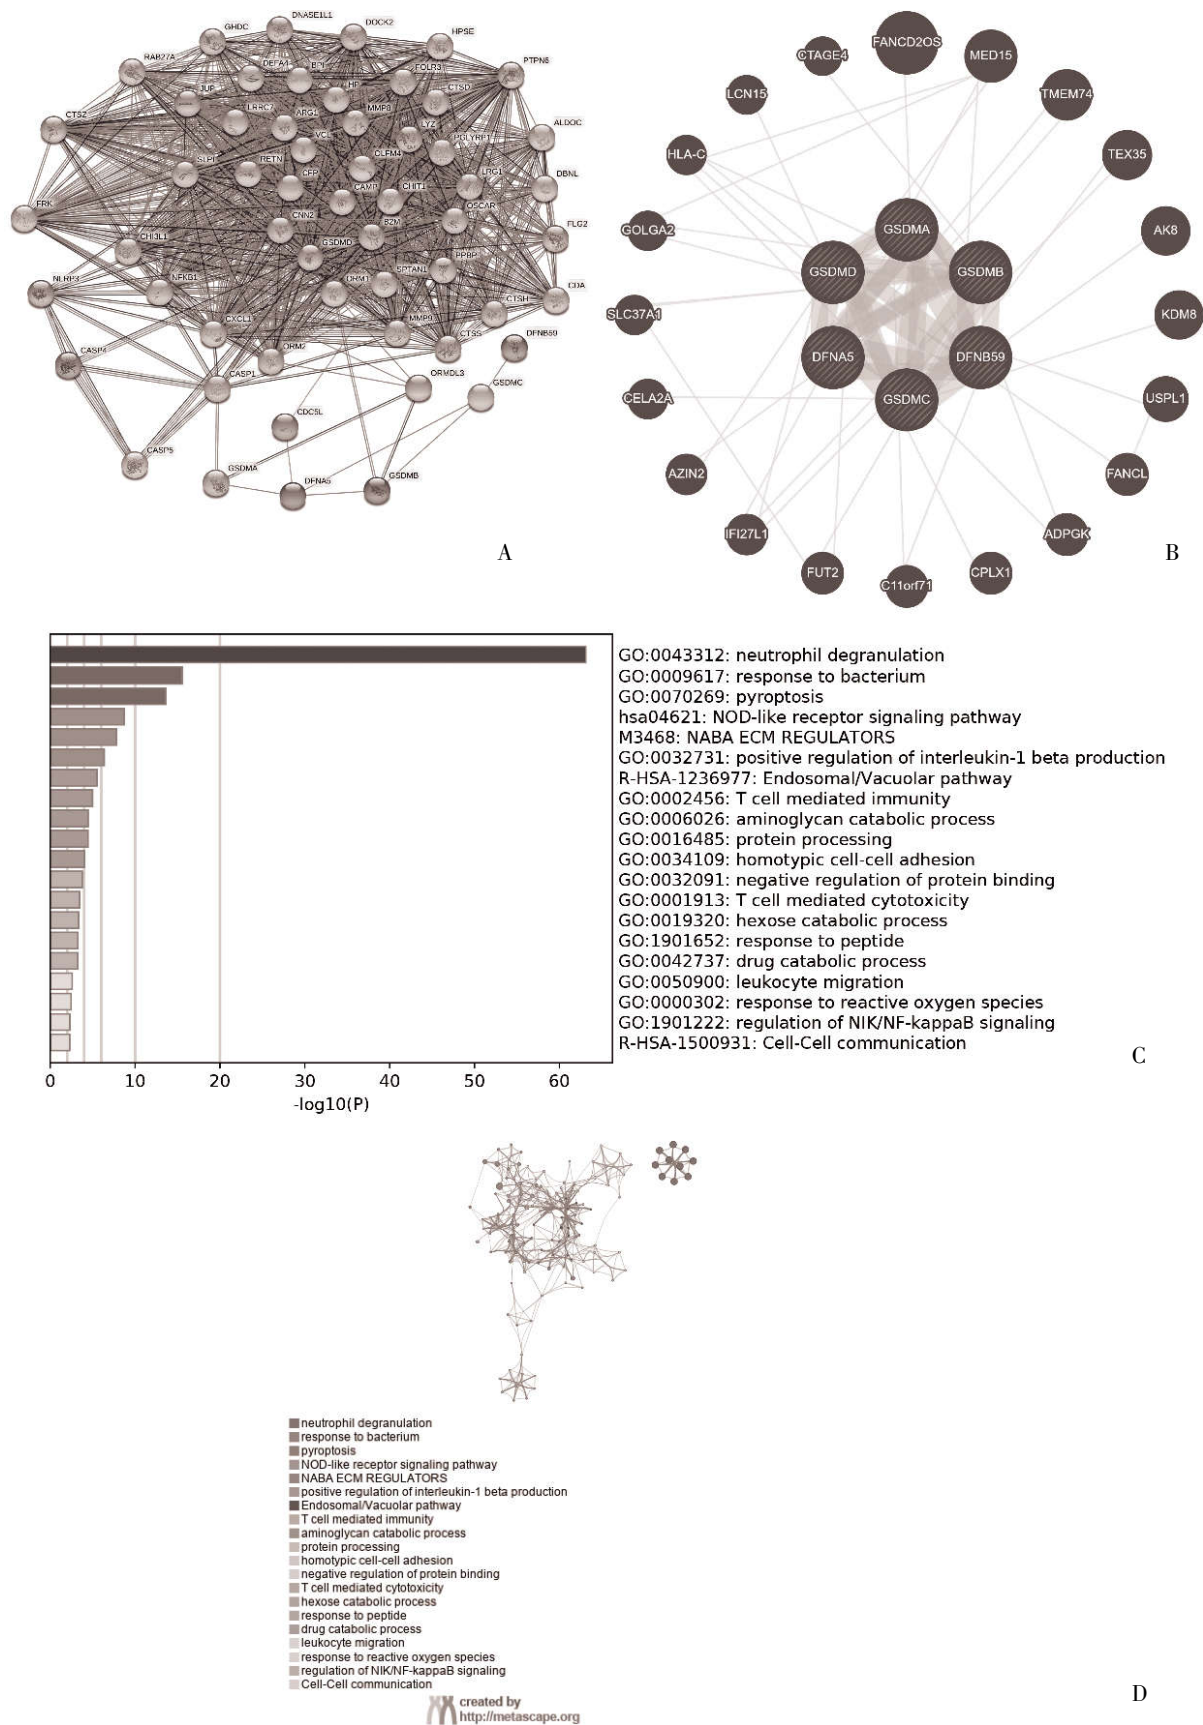 DNASE1L1
GHDC
DOCK2
HPSE
RAB27A
DEFA4
BPI
FOLR3
PTPN6
JUP
HP
CTSD
CTSZ
LRRC7
ARG1
MMP8
LYZ
ALDOC
VCL
PGLYRP1
SLPI
RETN
OLFM4
LRG1
DBNL
CFP
CAMP
CHIT1
FRK
OSCAR
CNN2
B2M
FLG2
CHI3L1
GSDMD
NLRP3
NFKB1
ORM1
SPTAN1
PPBP
CDA
CTSH
CXCL1
MMP9
CASP4
ORM2
CTSS
DFNB59
CASP1
ORMDL3
GSDMC
CDC5L
CASP5
GSDMA
DFNA5
GSDMB
A
FANCD2OS
CTAGE4
MED15
LCN15
TMEM74
HLA-C
TEX35
GOLGA2
GSDMA
AK8
GSDMD
GSDMB
SLC37A1
KDM8
DFNA5
DFNB59
CELA2A
GSDMC
USPL1
AZIN2
FANCL
IFI27L1
ADPGK
FUT2
C11orf71
CPLX1
B
GO:0043312: neutrophil degranulation
GO:0009617: response to bacterium
GO:0070269: pyroptosis
hsa04621: NOD-like receptor signaling pathway
M3468: NABA ECM REGULATORS
GO:0032731: positive regulation of interleukin-1 beta production
R-HSA-1236977: Endosomal/Vacuolar pathway
GO:0002456: T cell mediated immunity
GO:0006026: aminoglycan catabolic process
GO:0016485: protein processing
GO:0034109: homotypic cell-cell adhesion
GO:0032091: negative regulation of protein binding
GO:0001913: T cell mediated cytotoxicity
GO:0019320: hexose catabolic process
GO:1901652: response to peptide
GO:0042737: drug catabolic process
GO:0050900: leukocyte migration
GO:0000302: response to reactive oxygen species
GO:1901222: regulation of NIK/NF-kappaB signaling
R-HSA-1500931: Cell-Cell communication
0 10 20 30 40 50 60
-log10(P)
C
neutrophil degranulation
response to bacterium
pyroptosis
NOD-like receptor signaling pathway
NABA ECM REGULATORS
positive regulation of interleukin-1 beta production
Endosomal/Vacuolar pathway
T cell mediated immunity
aminoglycan catabolic process
protein processing
homotypic cell-cell adhesion
negative regulation of protein binding
T cell mediated cytotoxicity
hexose catabolic process
response to peptide
drug catabolic process
leukocyte migration
response to reactive oxygen species
regulation of NIK/NF-kappaB signaling
Cell-Cell communication
created by
http://metascape.org
D